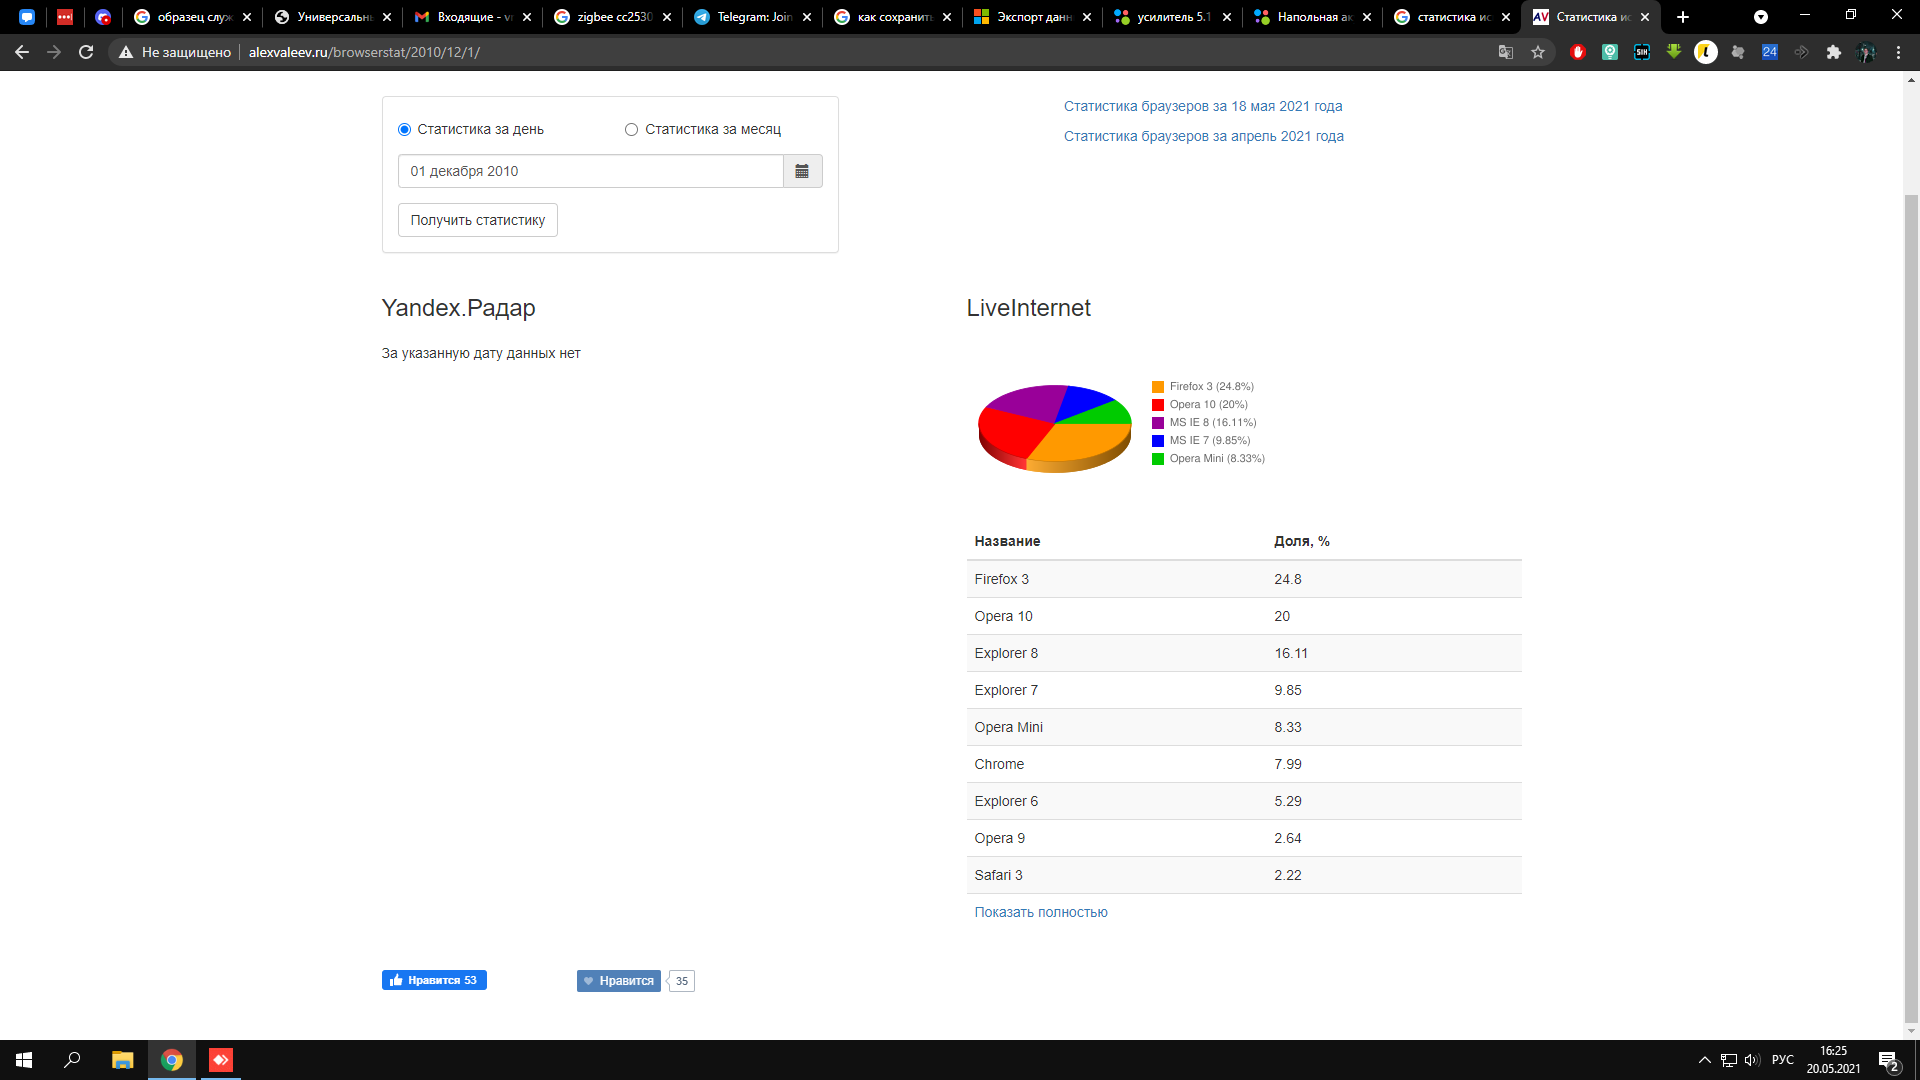 образец служ
Универсальны
Входящие - vr
zigbee cc2530
Telegram: Join
как сохранить
Экспорт данн
усилитель 5.1
Напольная ак
статистика ис
AV Статистика ис
Не защищено alexvaleev.ru/browserstat/2010/12/1/
24
Статистика за день
Статистика за месяц
01 декабря 2010
Получить статистику
Статистика браузеров за 18 мая 2021 года
Статистика браузеров за апрель 2021 года
Yandex.Радар
За указанную дату данных нет
LiveInternet
Firefox 3 (24.8%)
Opera 10 (20%)
MS IE 8 (16.11%)
MS IE 7 (9.85%)
Opera Mini (8.33%)
Название Доля, %
Firefox 3 24.8
Opera 10 20
Explorer 8 16.11
Explorer 7 9.85
Opera Mini 8.33
Chrome 7.99
Explorer 6 5.29
Opera 9 2.64
Safari 3 2.22
Показать полностью
Нравится 53
Нравится 35
РУС
16:25
20.05.2021
2